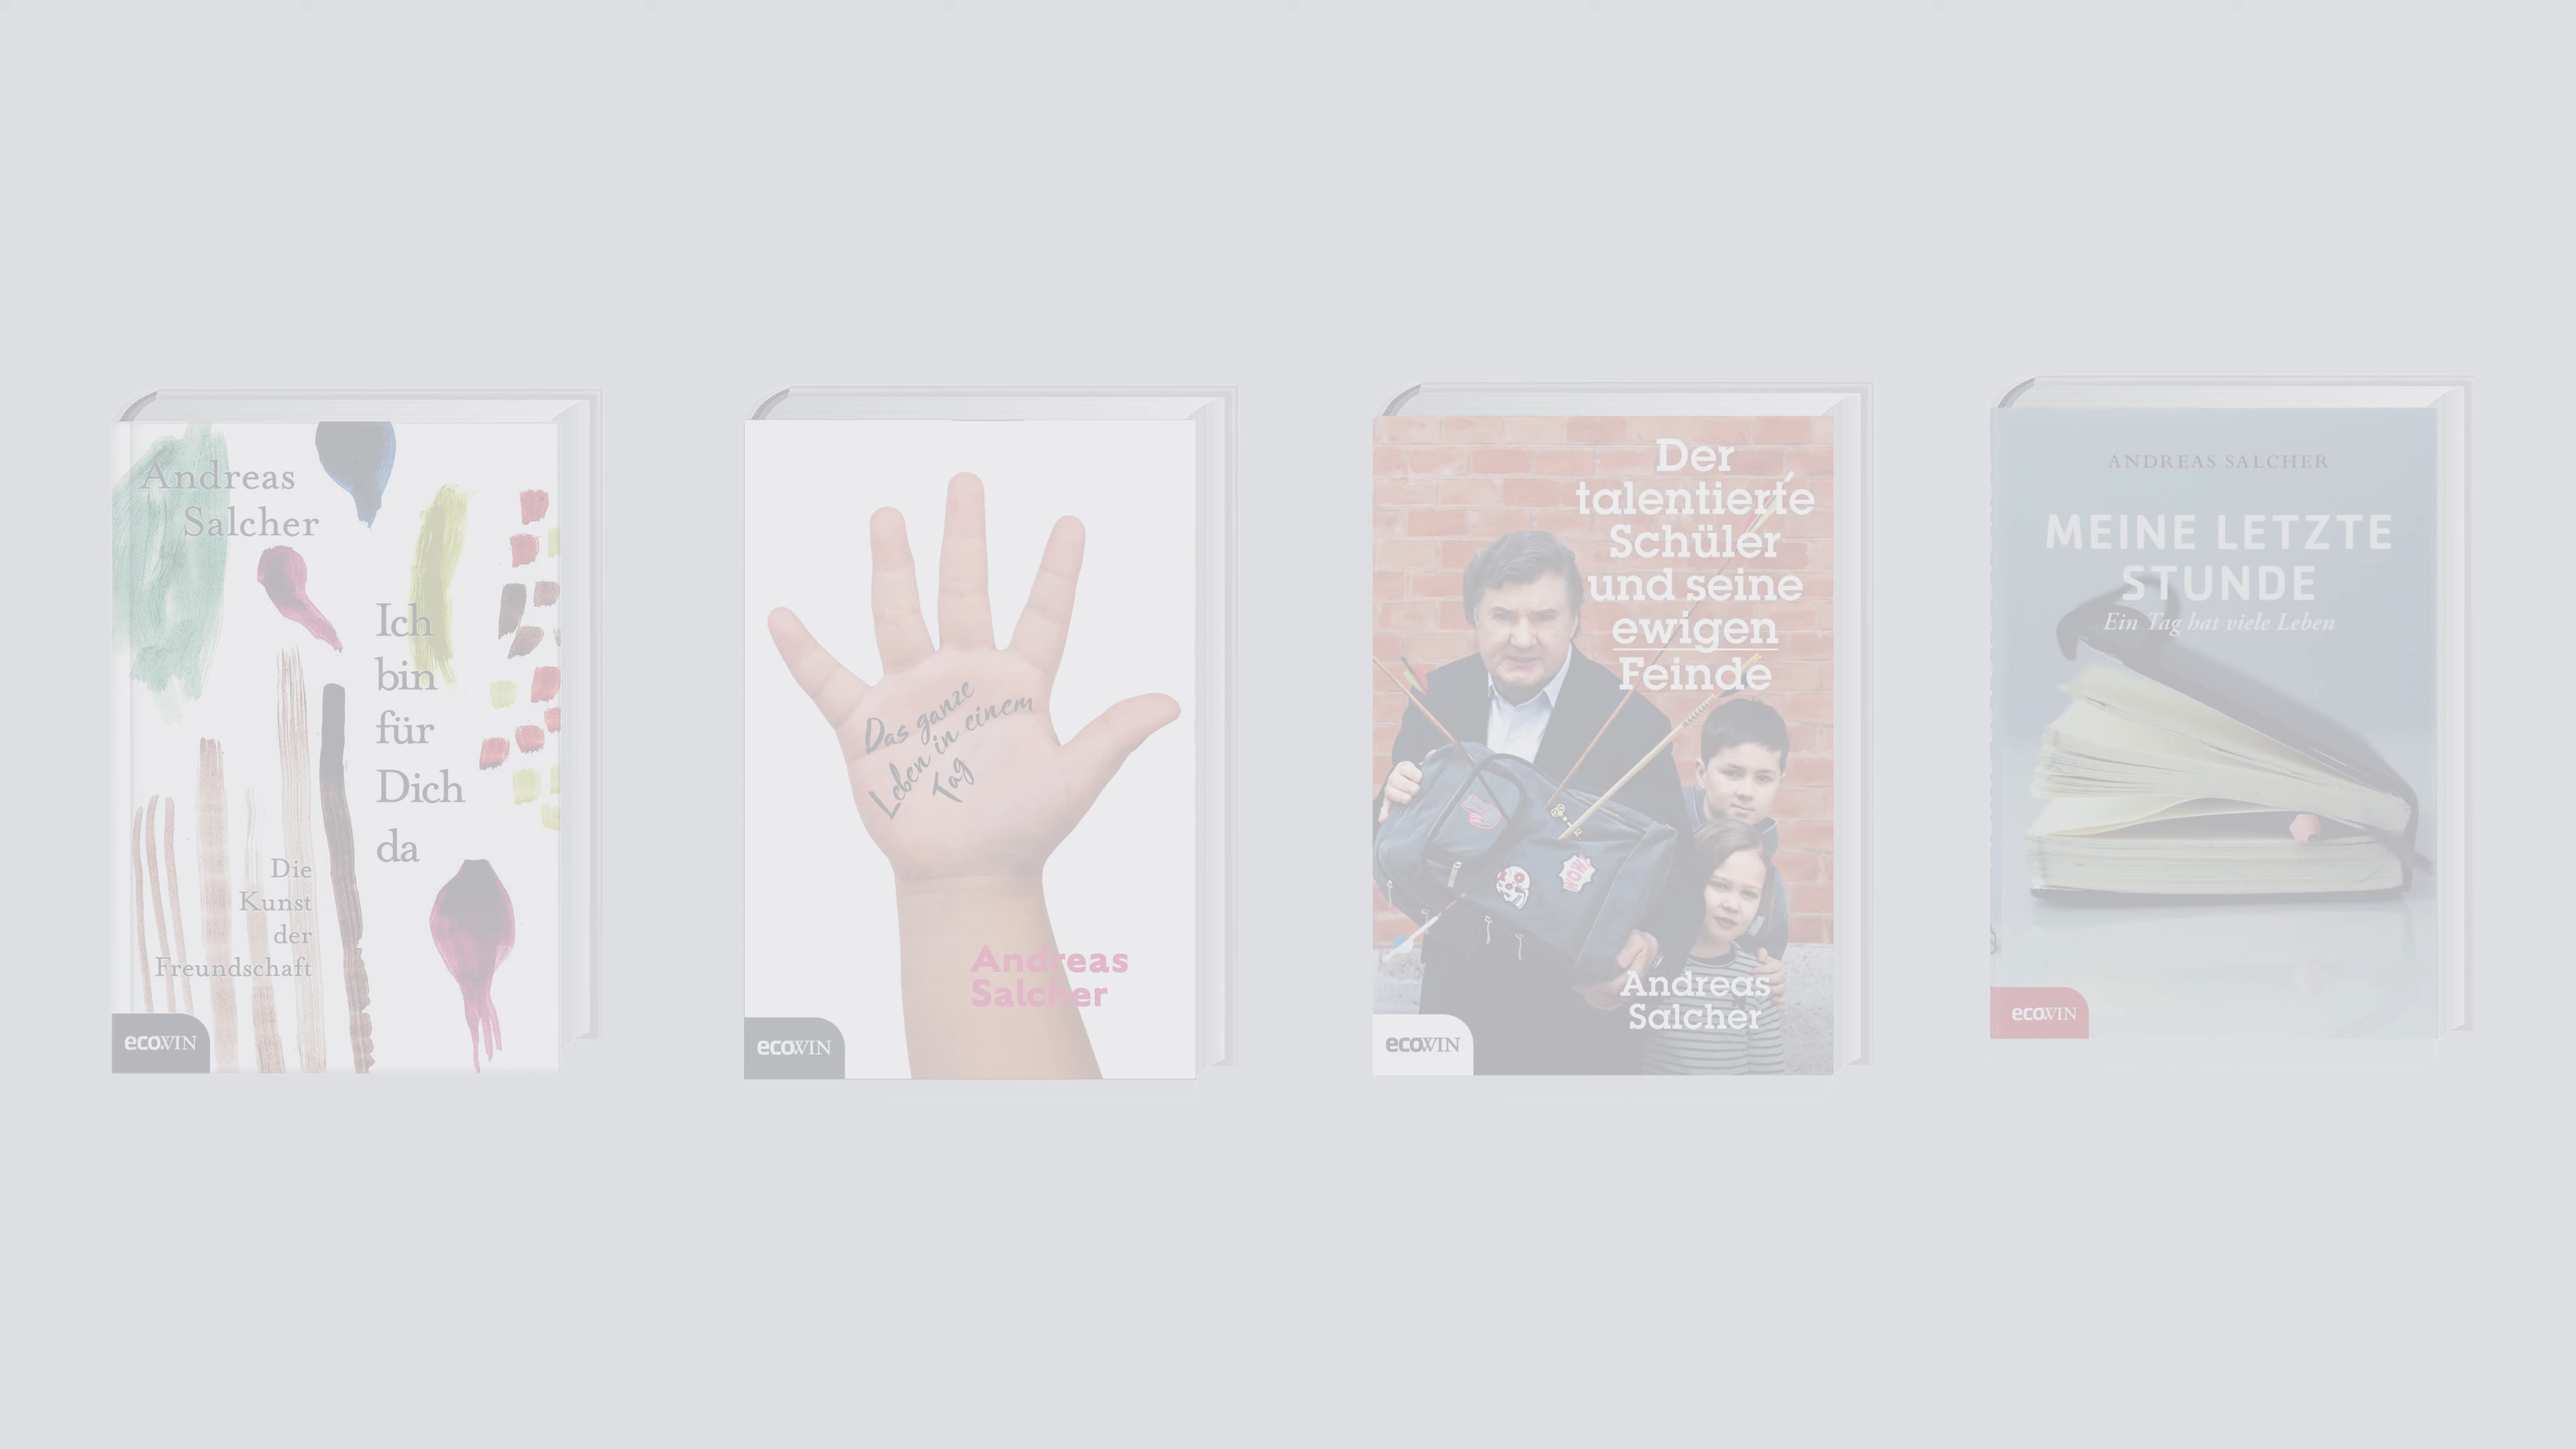 Andreas
Salcher
Ich
bin
für
Dich
da
Die
Kunst
der
Freundschaft
ecoWIN
Das ganze
Leben in einem
Tag
Andreas
Salcher
ecoWIN
Der
talentierte
Schüler
und seine
ewigen
Feinde
WOW
Andreas
Salcher
ecoWIN
ANDREAS SALCHER
MEINE LETZTE
STUNDE
Ein Tag hat viele Leben
ecoWIN